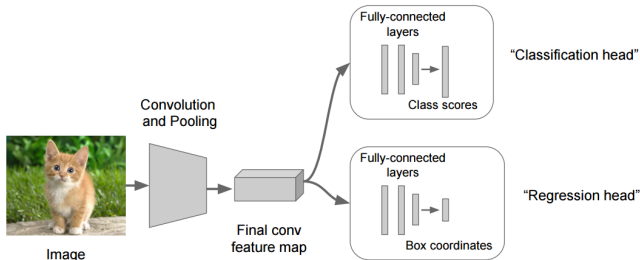 Image
Convolution
and Pooling
Final conv
feature map
Fully-connected
layers
Class scores
“Classification head”
Fully-connected
layers
Box coordinates
“Regression head”